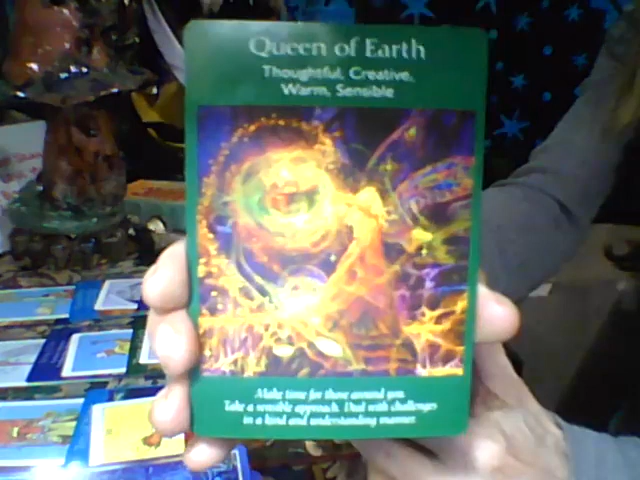 Queen of Earth
Thoughtful, Creative,
Warm, Sensible
Make time for those around you.
Take a sensible approach. Deal with challenges
in a kind and understanding manner.